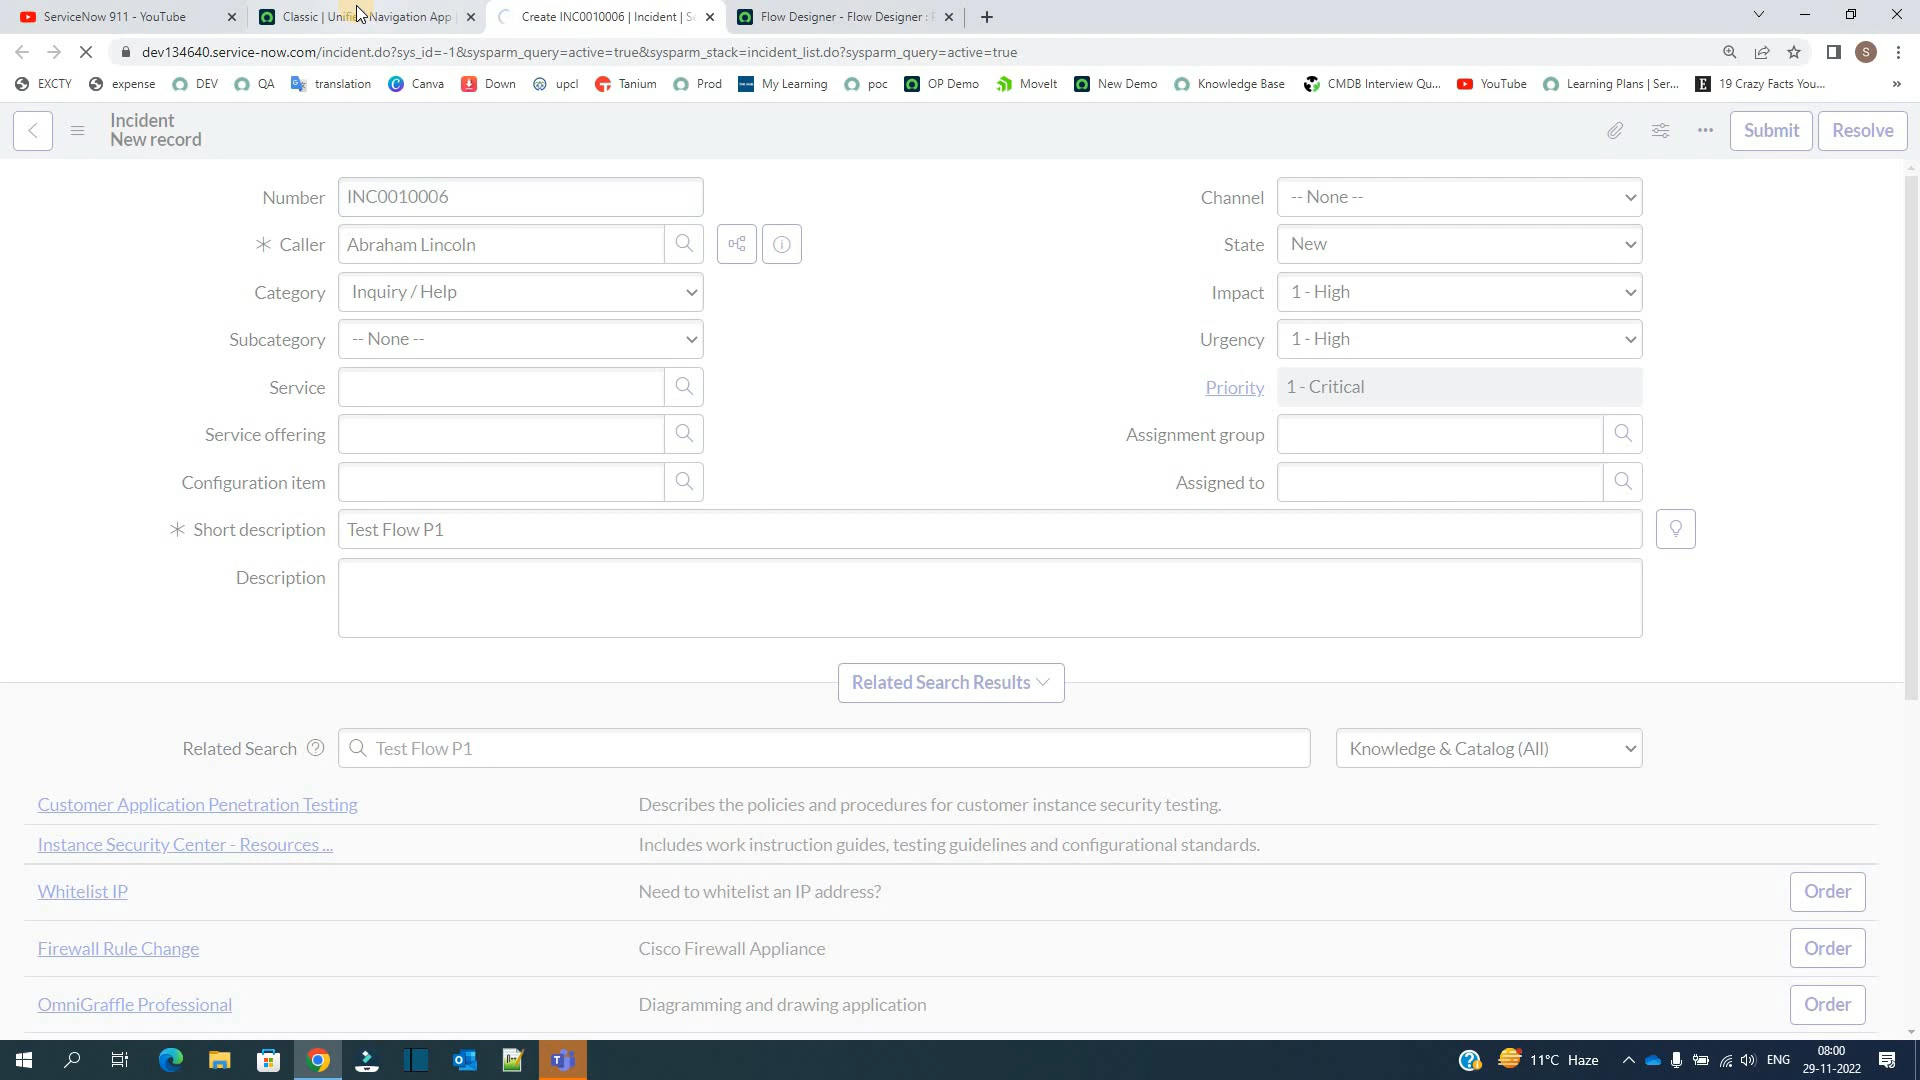 ServiceNow 911 - YouTube
Classic | Unifie Navigation App
Create INC0010006 | Incident | Se
Flow Designer - Flow Designer :
dev134640.service-now.com/incident.do?sys_id=-1&sysparm_query=active=true&sysparm_stack=incident_list.do?sysparm_query=active=true
S
EXCTY
expense
DEV
QA
translation
Canva
Down
upcl
Tanium
Prod
My Learning
poc
OP Demo
MoveIt
New Demo
Knowledge Base
CMDB Interview Qu...
YouTube
Learning Plans | Ser...
19 Crazy Facts You...
»
Incident
New record
Submit
Resolve
Number INC0010006
Channel -- None --
Caller Abraham Lincoln
State New
Category Inquiry / Help
Impact 1 - High
Subcategory -- None --
Urgency 1 - High
Service
Priority 1 - Critical
Service offering
Assignment group
Configuration item
Assigned to
Short description Test Flow P1
Description
Related Search Results
Related Search Test Flow P1 Knowledge & Catalog (All)
Customer Application Penetration Testing Describes the policies and procedures for customer instance security testing.
Instance Security Center - Resources ... Includes work instruction guides, testing guidelines and configurational standards.
Whitelist IP Need to whitelist an IP address? Order
Firewall Rule Change Cisco Firewall Appliance Order
OmniGraffle Professional Diagramming and drawing application Order
11°C Haze
ENG
08:00
29-11-2022